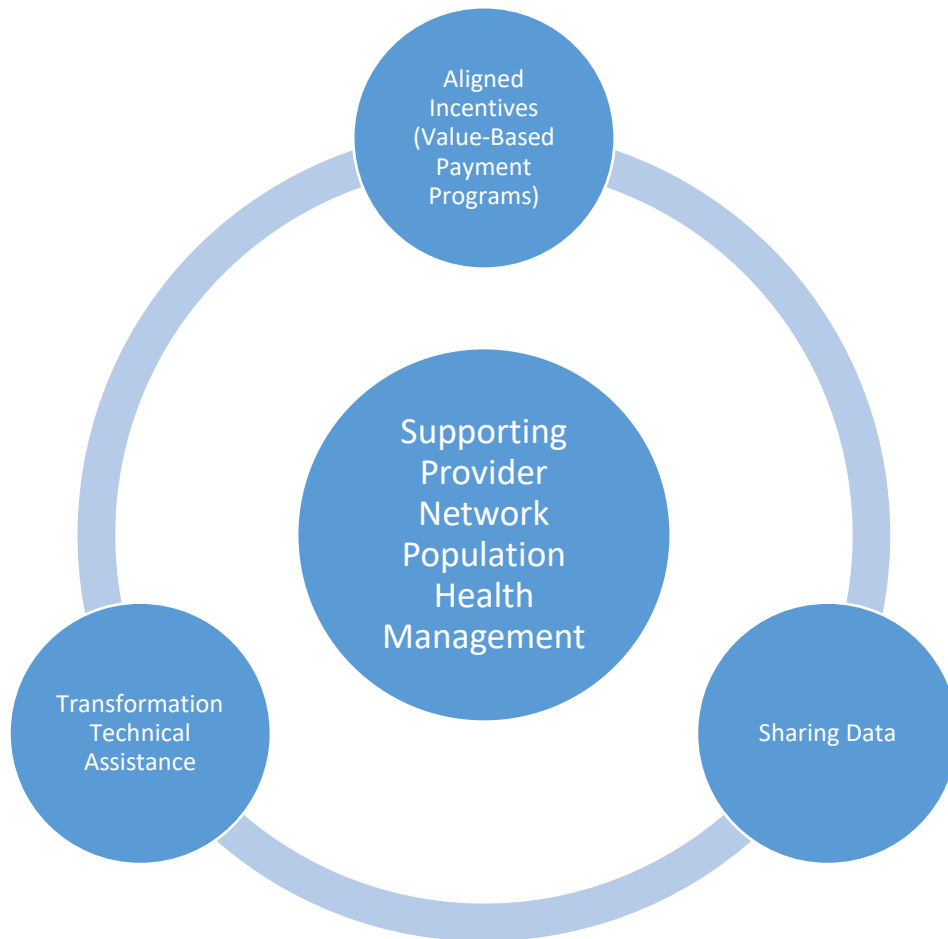 Aligned
Incentives
(Value-Based
Payment
Programs)
Supporting
Provider
Network
Population
Health
Management
Transformation
Technical
Assistance
Sharing Data